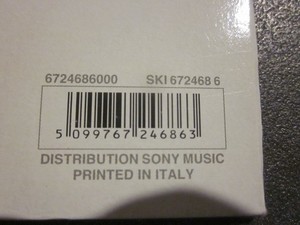 6724686000 SKI 672468 6
5 099767 246863
DISTRIBUTION SONY MUSIC
PRINTED IN ITALY